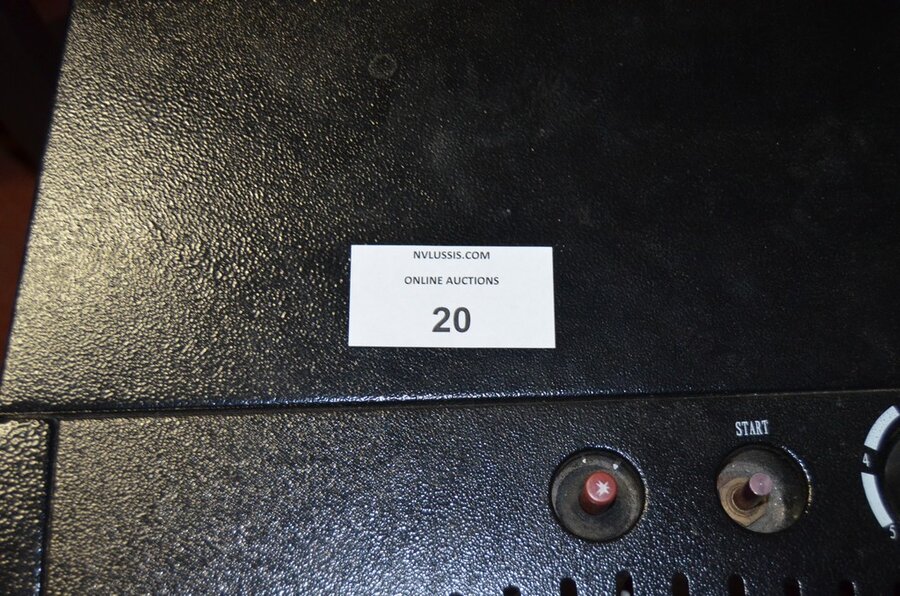 NVLUSSIS.COM
ONLINE AUCTIONS
20
START
4
5